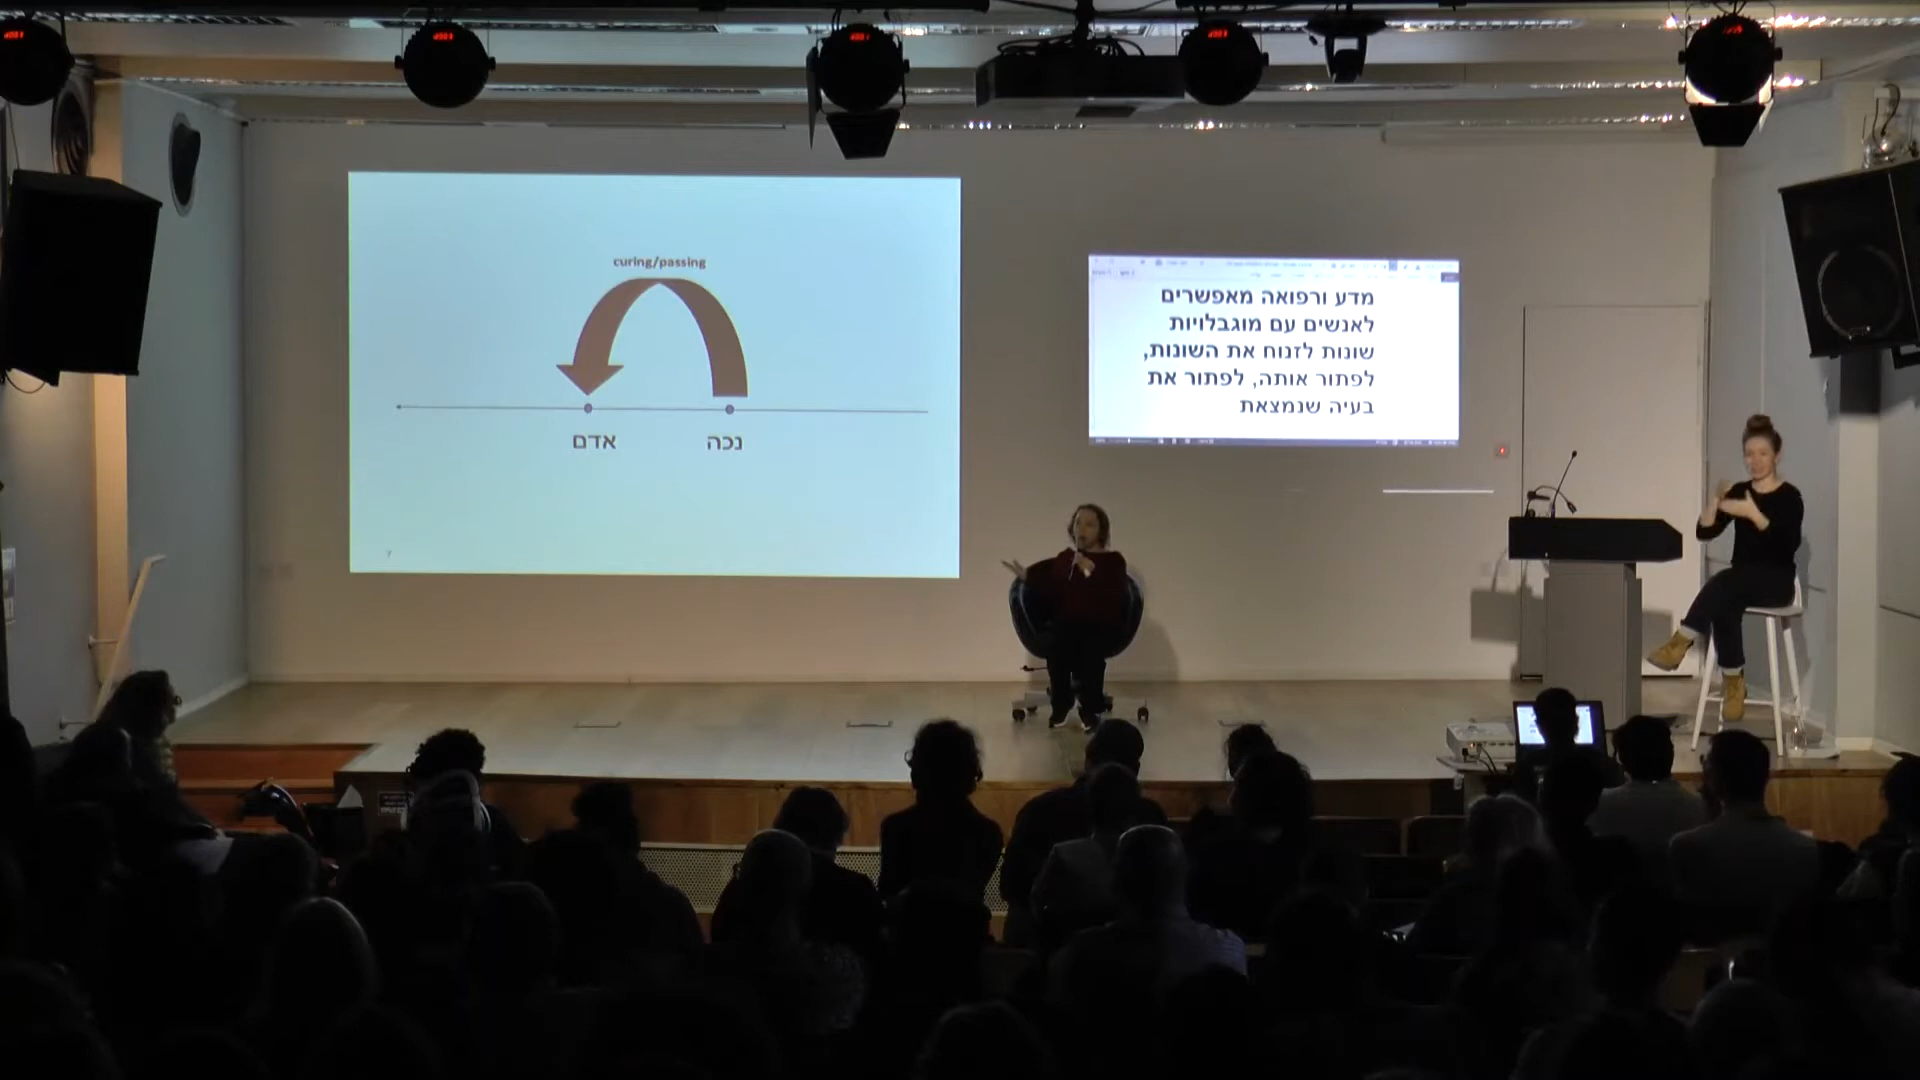 curing/passing
אדם נכה
מדע ורפואה מאפשרים
לאנשים עם מוגבלויות
שונות לזנוח את השונות,
לפתור אותה, לפתור את
בעיה שנמצאת